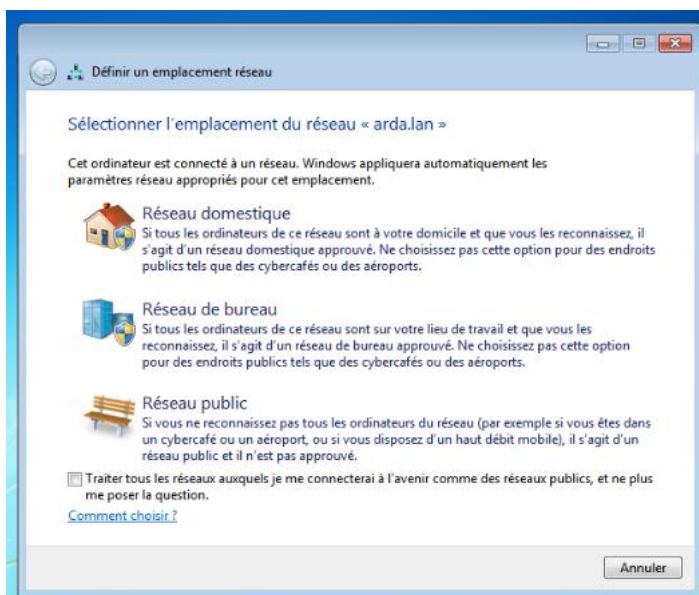 Définir un emplacement réseau
Sélectionner l'emplacement du réseau « arda.lan »
Cet ordinateur est connecté à un réseau. Windows appliquera automatiquement les
paramètres réseau appropriés pour cet emplacement.
Réseau domestique
Si tous les ordinateurs de ce réseau sont à votre domicile et que vous les reconnaissez, il
s'agit d'un réseau domestique approuvé. Ne choisissez pas cette option pour des endroits
publics tels que des cybercafés ou des aéroports.
Réseau de bureau
Si tous les ordinateurs de ce réseau sont sur votre lieu de travail et que vous les
reconnaissez, il s'agit d'un réseau de bureau approuvé. Ne choisissez pas cette option
pour des endroits publics tels que des cybercafés ou des aéroports.
Réseau public
Si vous ne reconnaissez pas tous les ordinateurs du réseau (par exemple si vous êtes dans
un cybercafé ou un aéroport, ou si vous disposez d'un haut débit mobile), il s'agit d'un
réseau public et il n'est pas approuvé.
Traiter tous les réseaux auxquels je me connecterai à l'avenir comme des réseaux publics, et ne plus
me poser la question.
Comment choisir ?
Annuler